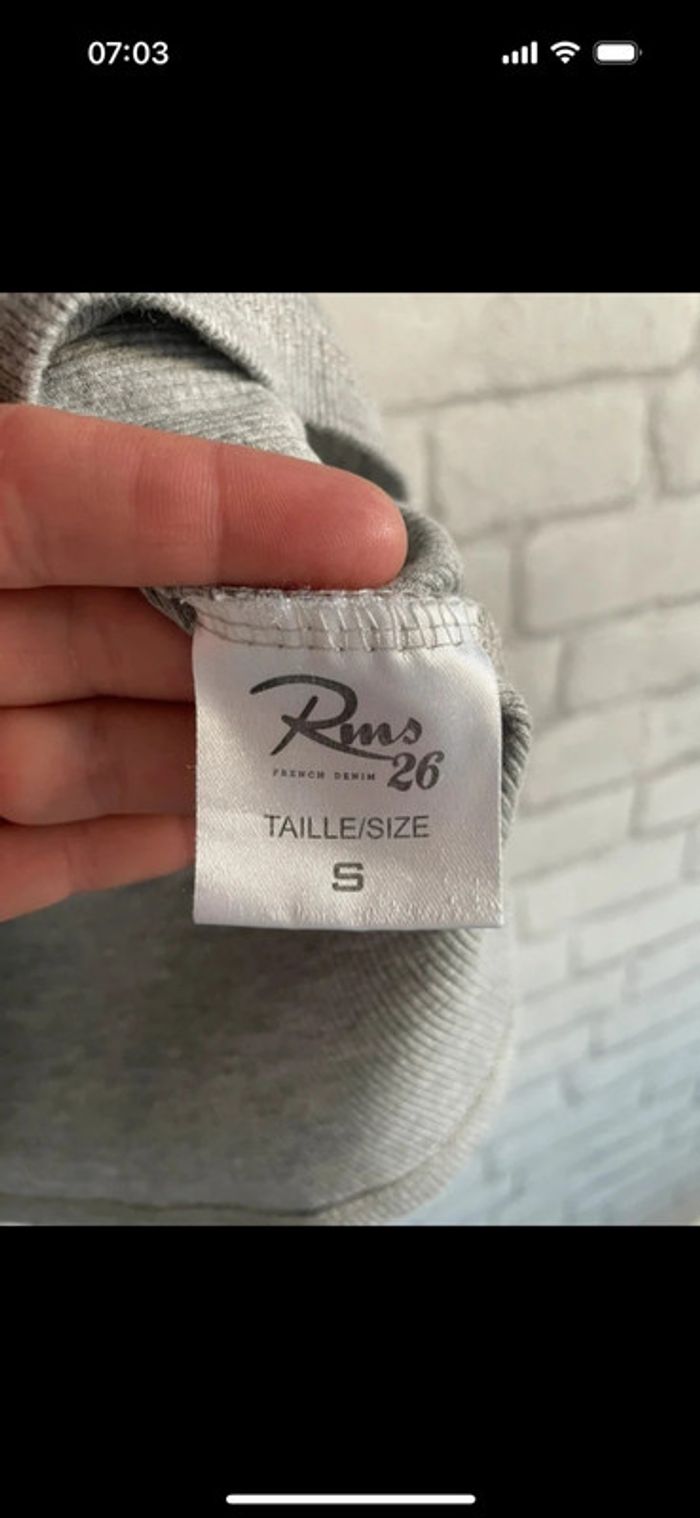 07:03
Rms
FRENCH DENIM 26
TAILLE/SIZE
S